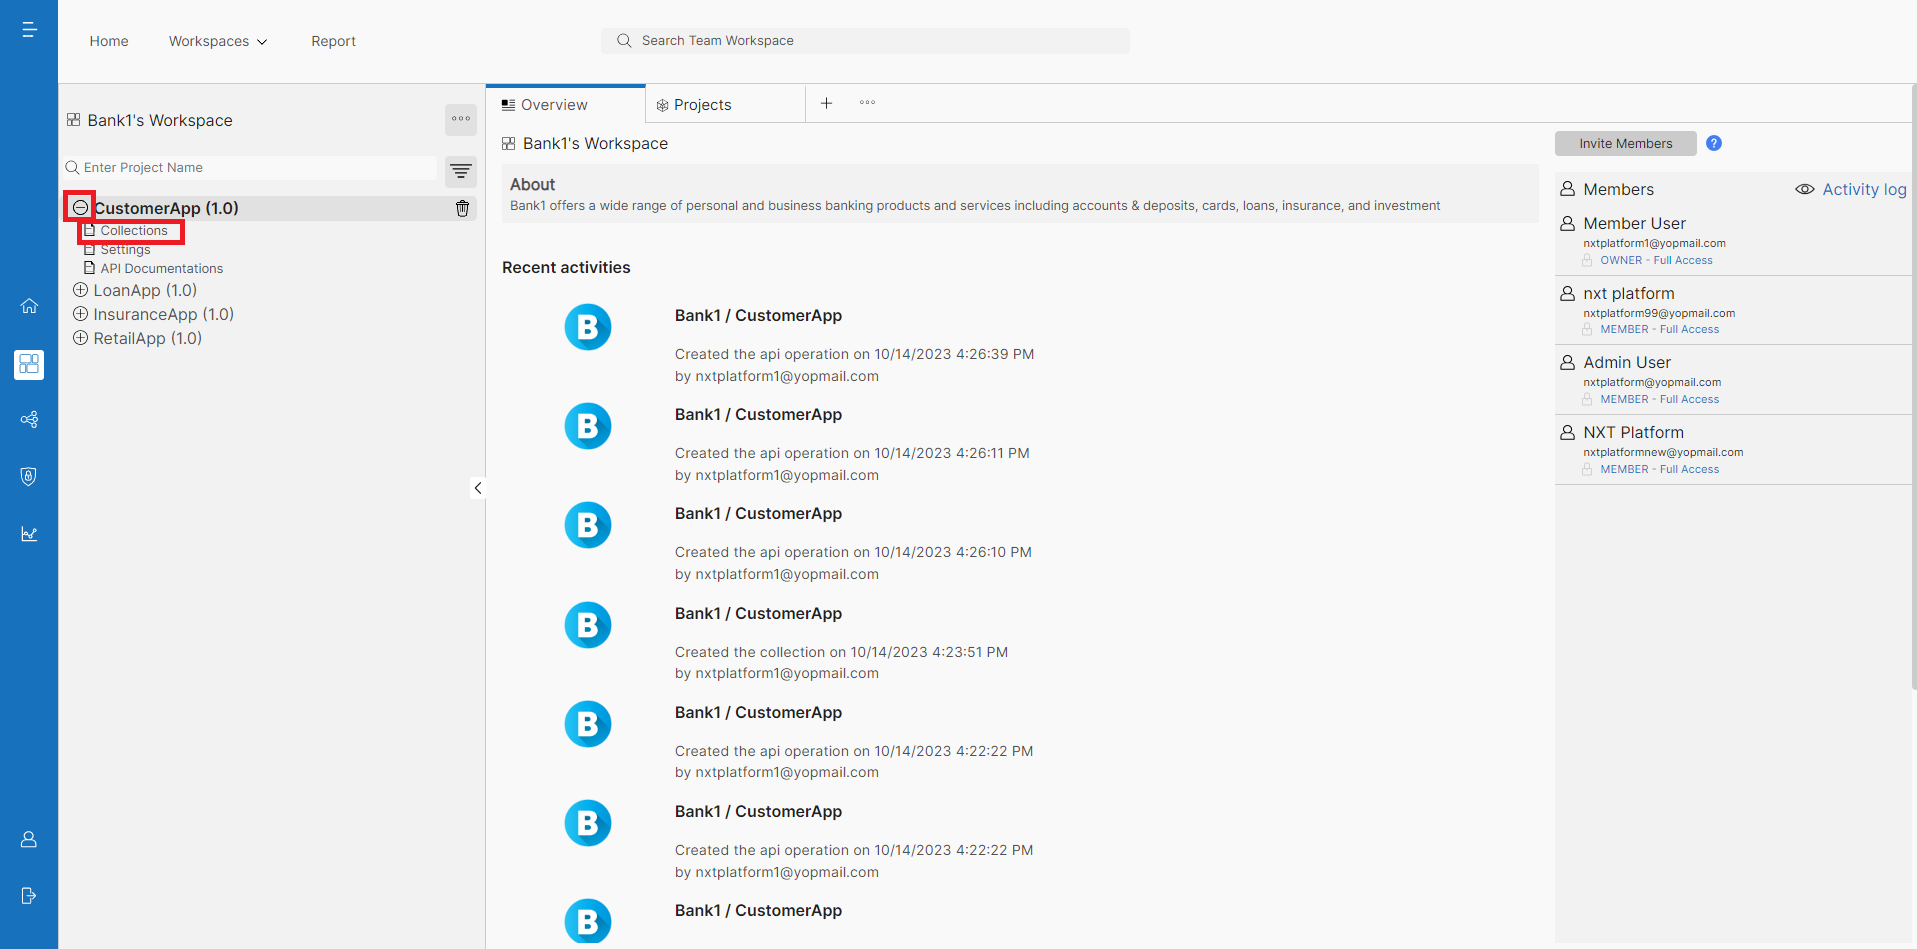 Home
Workspaces
Report
Search Team Workspace
Bank1's Workspace
Enter Project Name
CustomerApp (1.0)
Collections
Settings
API Documentations
LoanApp (1.0)
InsuranceApp (1.0)
RetailApp (1.0)
Overview
Projects
Bank1's Workspace
About
Bank1 offers a wide range of personal and business banking products and services including accounts & deposits, cards, loans, insurance, and investment
Recent activities
B
Bank1 / CustomerApp
Created the api operation on 10/14/2023 4:26:39 PM
by nxtplatform1@yopmail.com
B
Bank1 / CustomerApp
Created the api operation on 10/14/2023 4:26:11 PM
by nxtplatform1@yopmail.com
B
Bank1 / CustomerApp
Created the api operation on 10/14/2023 4:26:10 PM
by nxtplatform1@yopmail.com
B
Bank1 / CustomerApp
Created the collection on 10/14/2023 4:23:51 PM
by nxtplatform1@yopmail.com
B
Bank1 / CustomerApp
Created the api operation on 10/14/2023 4:22:22 PM
by nxtplatform1@yopmail.com
B
Bank1 / CustomerApp
Created the api operation on 10/14/2023 4:22:22 PM
by nxtplatform1@yopmail.com
B
Bank1 / CustomerApp
Invite Members
?
Members
Activity log
Member User
nxtplatform1@yopmail.com
OWNER - Full Access
nxt platform
nxtplatform99@yopmail.com
MEMBER - Full Access
Admin User
nxtplatform@yopmail.com
MEMBER - Full Access
NXT Platform
nxtplatformnew@yopmail.com
MEMBER - Full Access